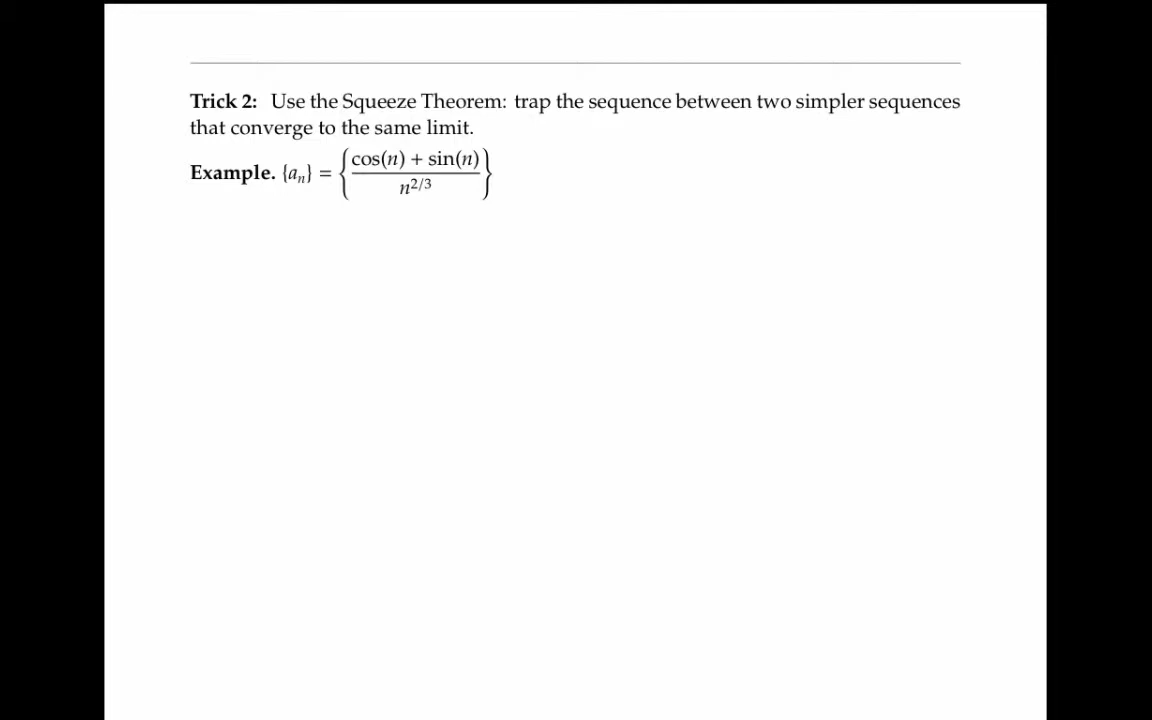 Trick 2: Use the Squeeze Theorem: trap the sequence between two simpler sequences
that converge to the same limit.
Example. {aₙ} = {(cos(n) + sin(n))/n^{2/3}}